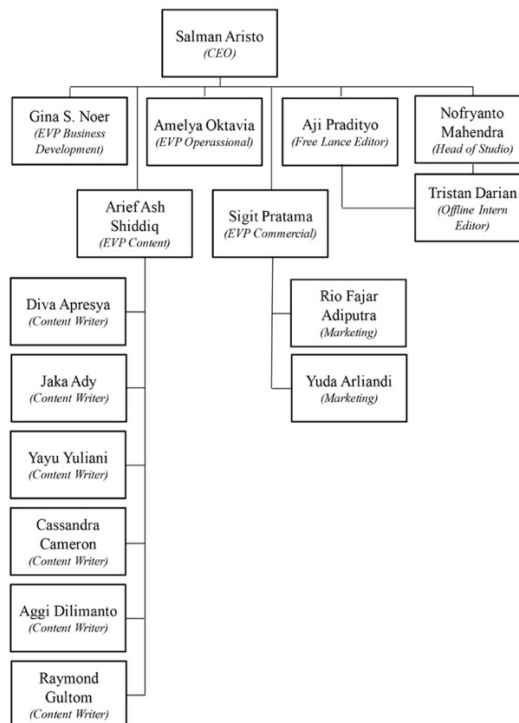 Salman Aristo
(CEO)
Gina S. Noer
(EVP Business
Development)
Amelya Oktavia
(EVP Operassional)
Aji Pradityo
(Free Lance Editor)
Nofryanto
Mahendra
(Head of Studio)
Arief Ash
Shiddiq
(EVP Content)
Sigit Pratama
(EVP Commercial)
Tristan Darian
(Offline Intern
Editor)
Diva Apresya
(Content Writer)
Jaka Ady
(Content Writer)
Yayu Yuliani
(Content Writer)
Cassandra
Cameron
(Content Writer)
Aggi Dilimanto
(Content Writer)
Raymond
Gultom
(Content Writer)
Rio Fajar
Adiputra
(Marketing)
Yuda Arliandi
(Marketing)